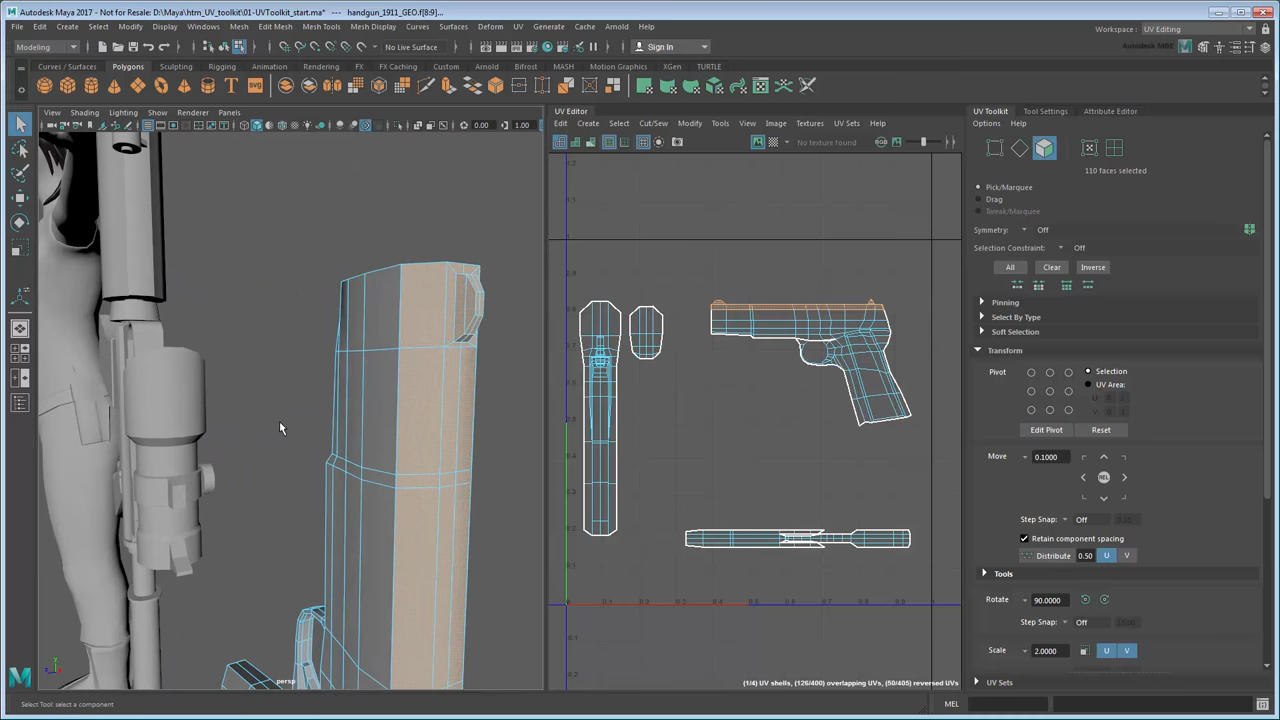 Autodesk Maya 2017 - Not for Resale: D:\Maya\htm_UV_toolkit\01-UVToolkit_start.ma* --- handgun_1911_GEO.f[8:9]...
File Edit Create Select Modify Display Windows Mesh Edit Mesh Mesh Tools Mesh Display Curves Surfaces Deform UV Generate Cache Arnold Help
Workspace : UV Editing
Modeling No Live Surface Sign In Autodesk MBE
Curves / Surfaces Polygons Sculpting Rigging Animation Rendering FX FX Caching Custom Arnold Bifrost MASH Motion Graphics XGen TURTLE
View Shading Lighting Show Renderer Panels
0.00 1.00
persp
UV Editor
Edit Create Select Cut/Sew Modify Tools View Image Textures UV Sets Help
No texture found
(1/4) UV shells, (126/400) overlapping UVs, (50/405) reversed UVs
UV Toolkit Tool Settings Attribute Editor
Options Help
110 faces selected
Pick/Marquee
Drag
Tweak/Marquee
Symmetry: Off
Selection Constraint: Off
All Clear Inverse
Pinning
Select By Type
Soft Selection
Transform
Pivot Selection
UV Area:
U: V:
Edit Pivot Reset
Move 0.1000
REL
Step Snap: Off
Retain component spacing
Distribute 0.50 U V
Tools
Rotate 90.0000
Step Snap: Off
Scale 2.0000 U V
UV Sets
Select Tool: select a component
MEL